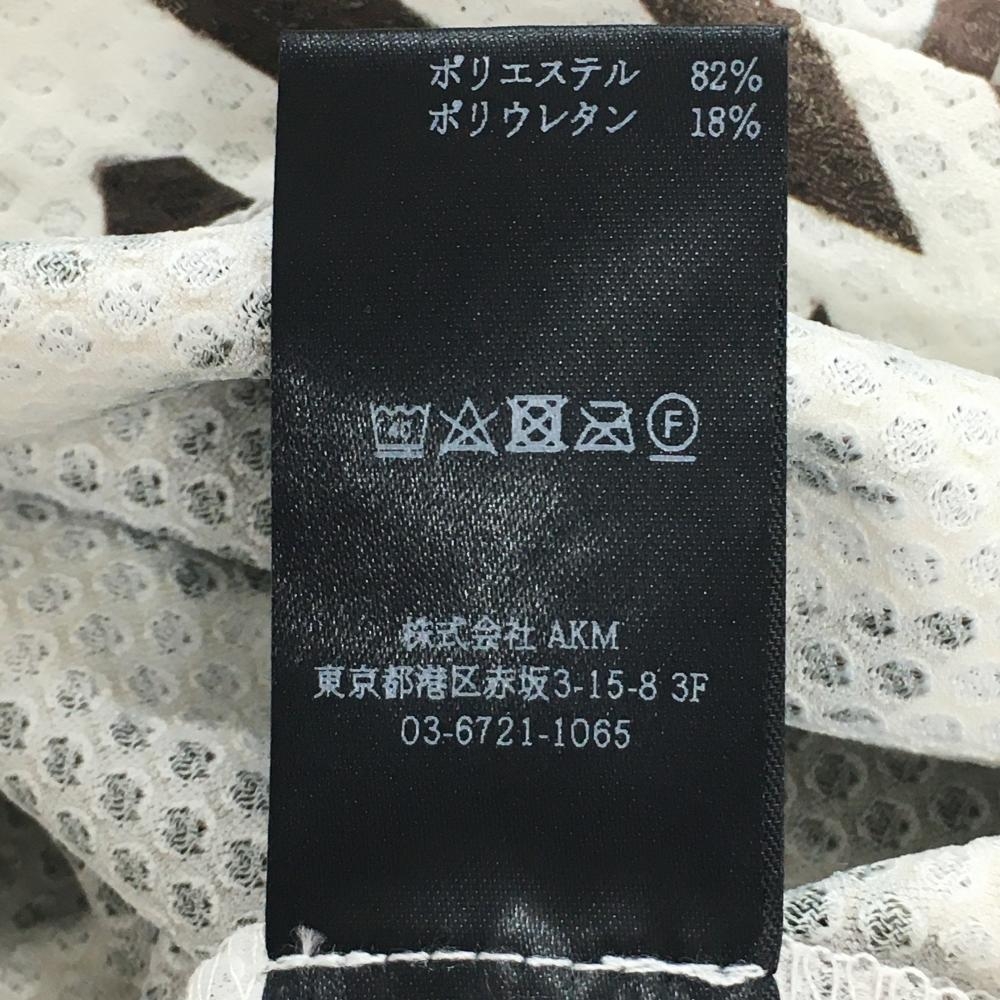 ポリエステル 82%
ポリウレタン 18%
40 F
株式会社 AKM
東京都港区赤坂3-15-8 3F
03-6721-1065